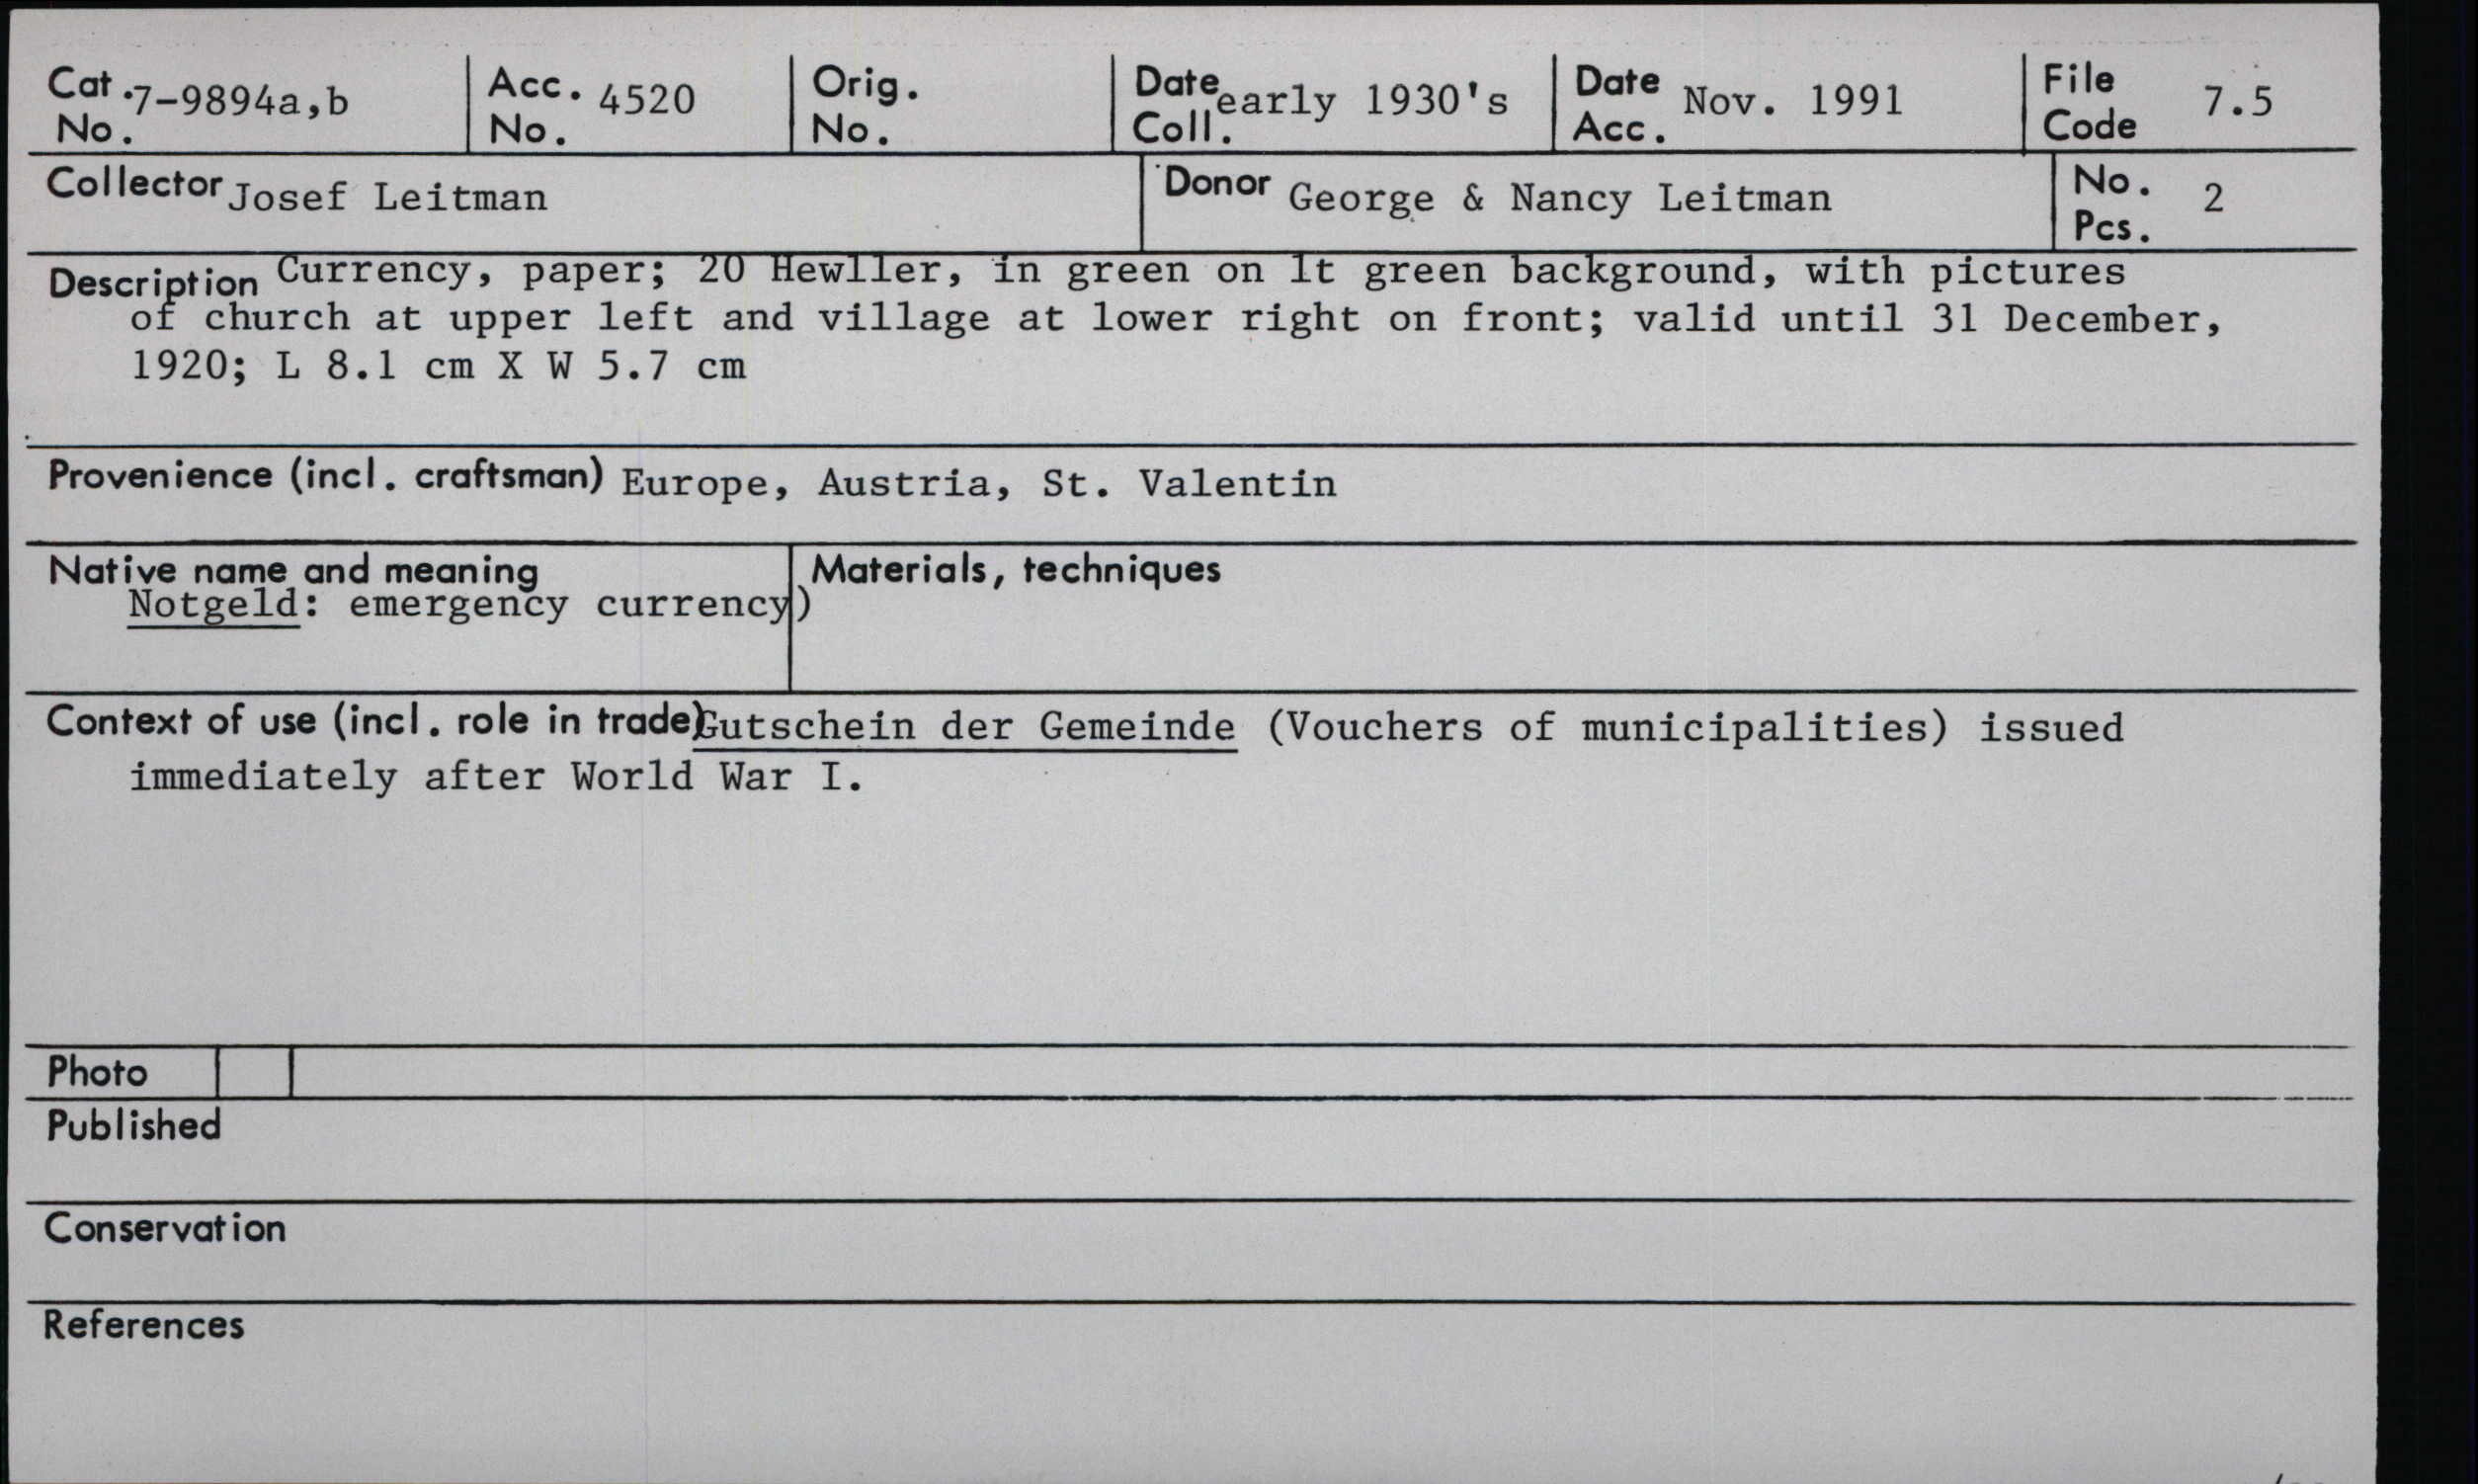 Cat. No. 7-9894a,b
Acc. No. 4520
Orig. No.
Date Coll. early 1930's
Date Acc. Nov. 1991
File Code 7.5
Collector Josef Leitman
Donor George & Nancy Leitman
No. Pcs. 2
Description Currency, paper; 20 Hewller, in green on lt green background, with pictures
of church at upper left and village at lower right on front; valid until 31 December,
1920; L 8.1 cm X W 5.7 cm
Provenience (incl. craftsman) Europe, Austria, St. Valentin
Native name and meaning
Notgeld: emergency currency)
Materials, techniques
Context of use (incl. role in trade) Gutschein der Gemeinde (Vouchers of municipalities) issued
immediately after World War I.
Photo
Published
Conservation
References